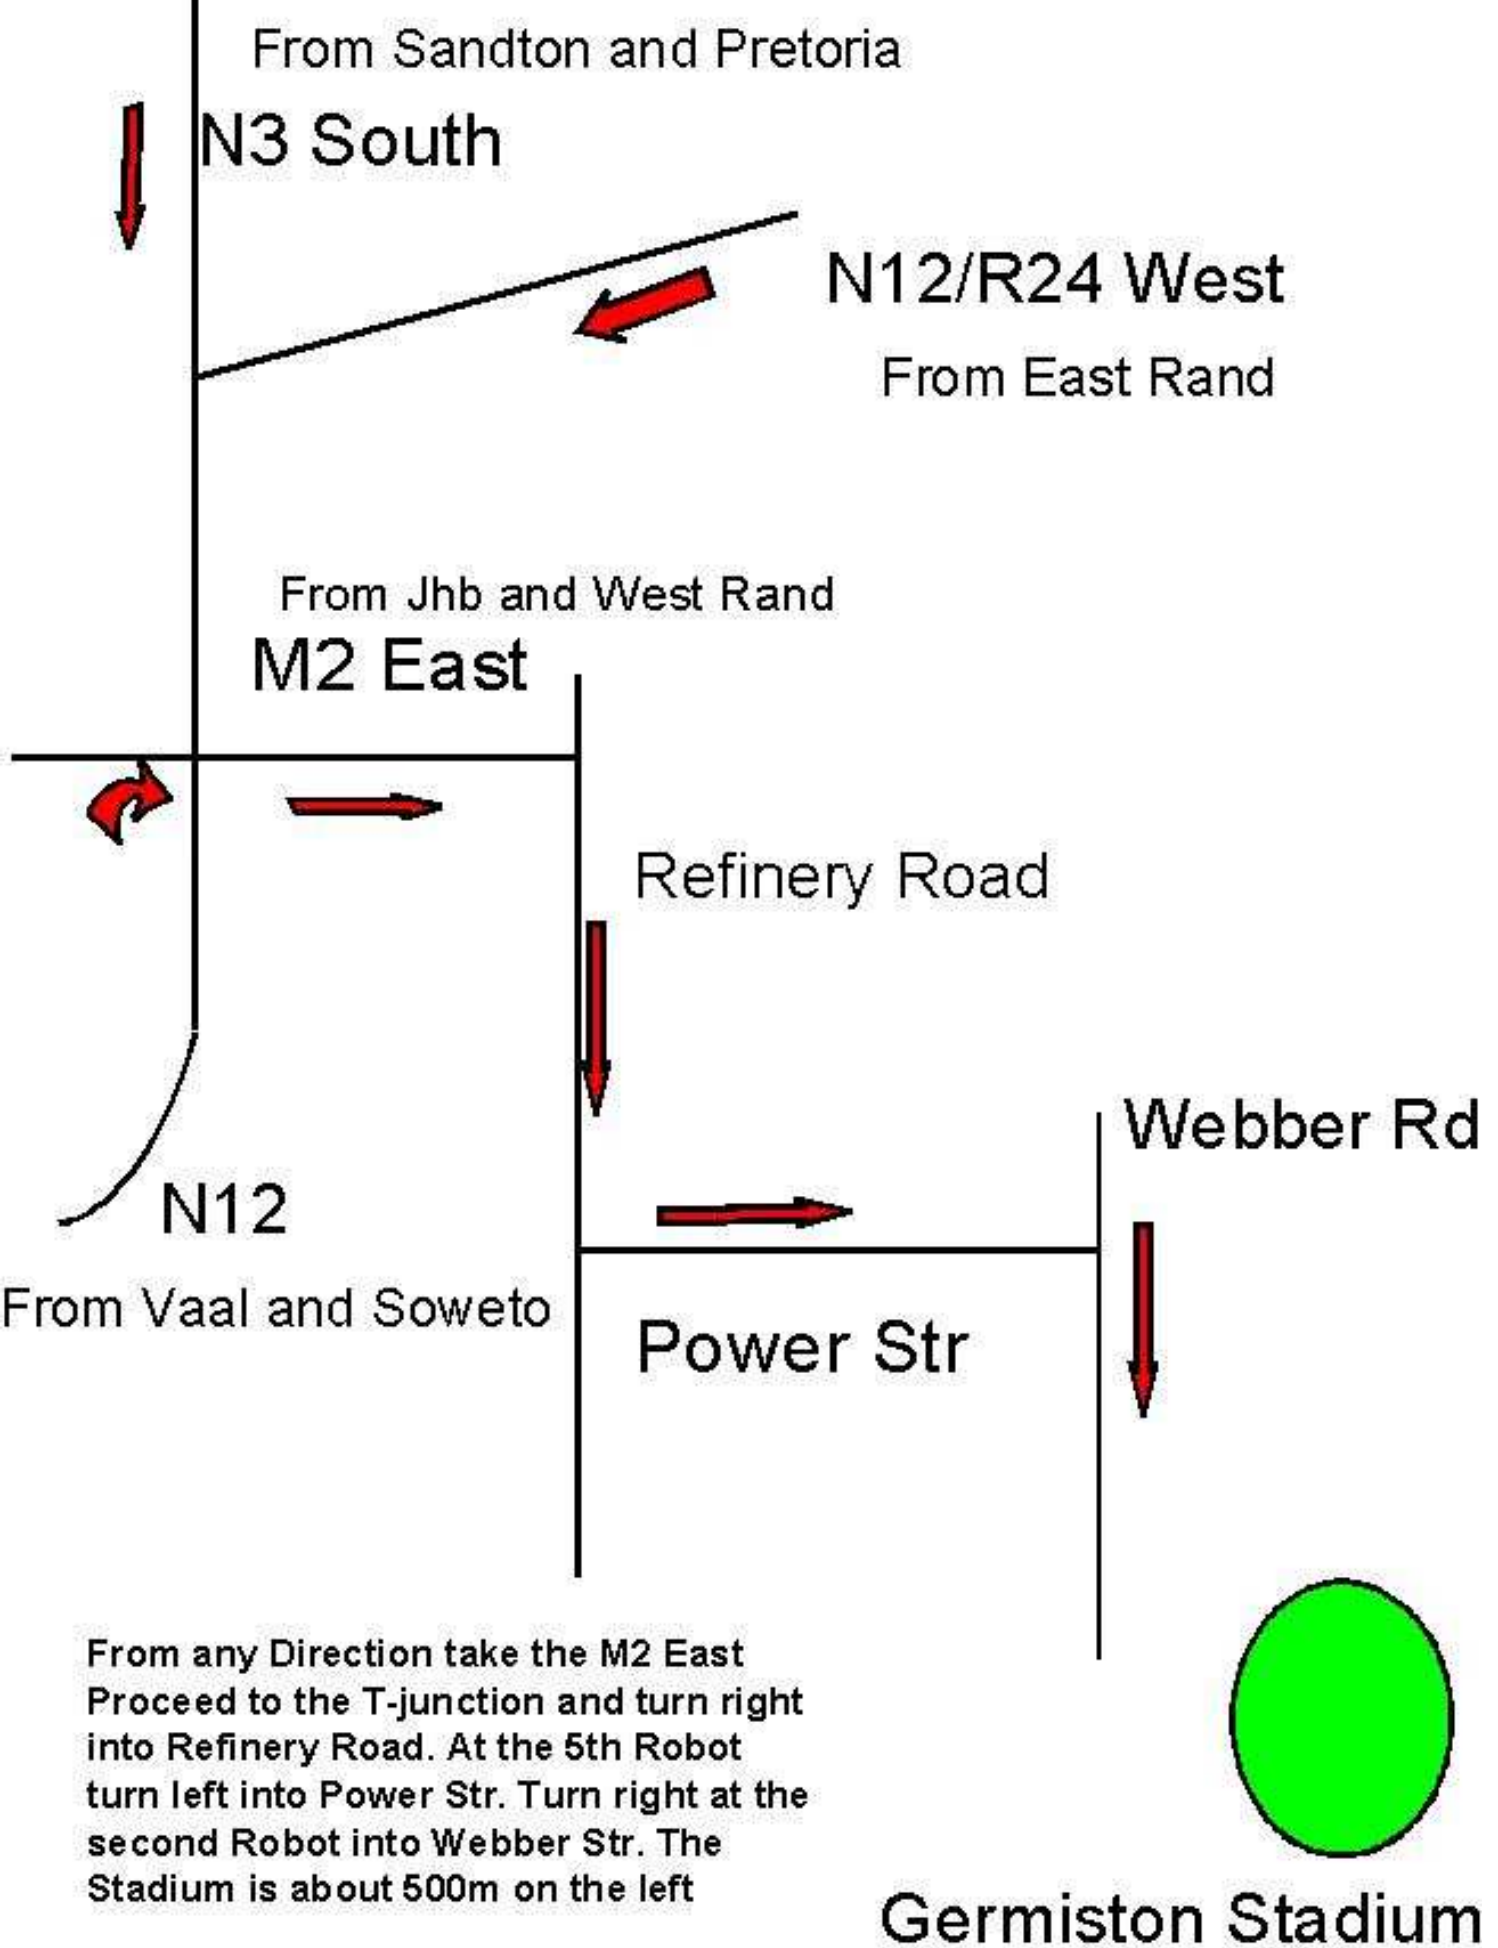 From Sandton and Pretoria
N3 South
N12/R24 West
From East Rand
From Jhb and West Rand
M2 East
Refinery Road
Webber Rd
N12
From Vaal and Soweto
Power Str
From any Direction take the M2 East
Proceed to the T-junction and turn right
into Refinery Road. At the 5th Robot
turn left into Power Str. Turn right at the
second Robot into Webber Str. The
Stadium is about 500m on the left
Germiston Stadium